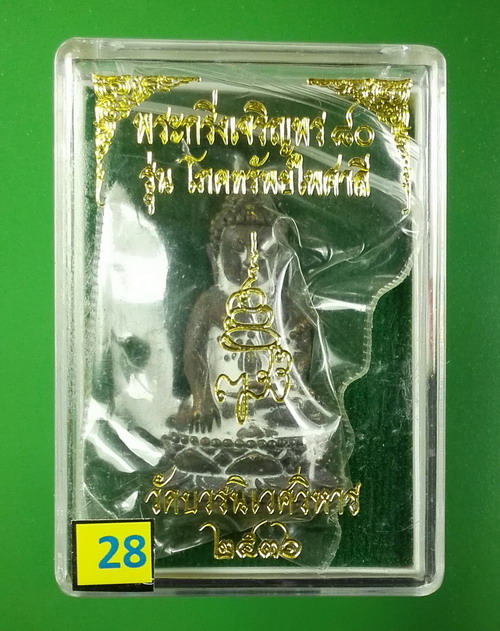 พระกริ่งเจริญพร ๘๐
รุ่น โภคทรัพย์ไพศาลี
วัดบวรนิเวศวิหาร
๒๕๓๖
28